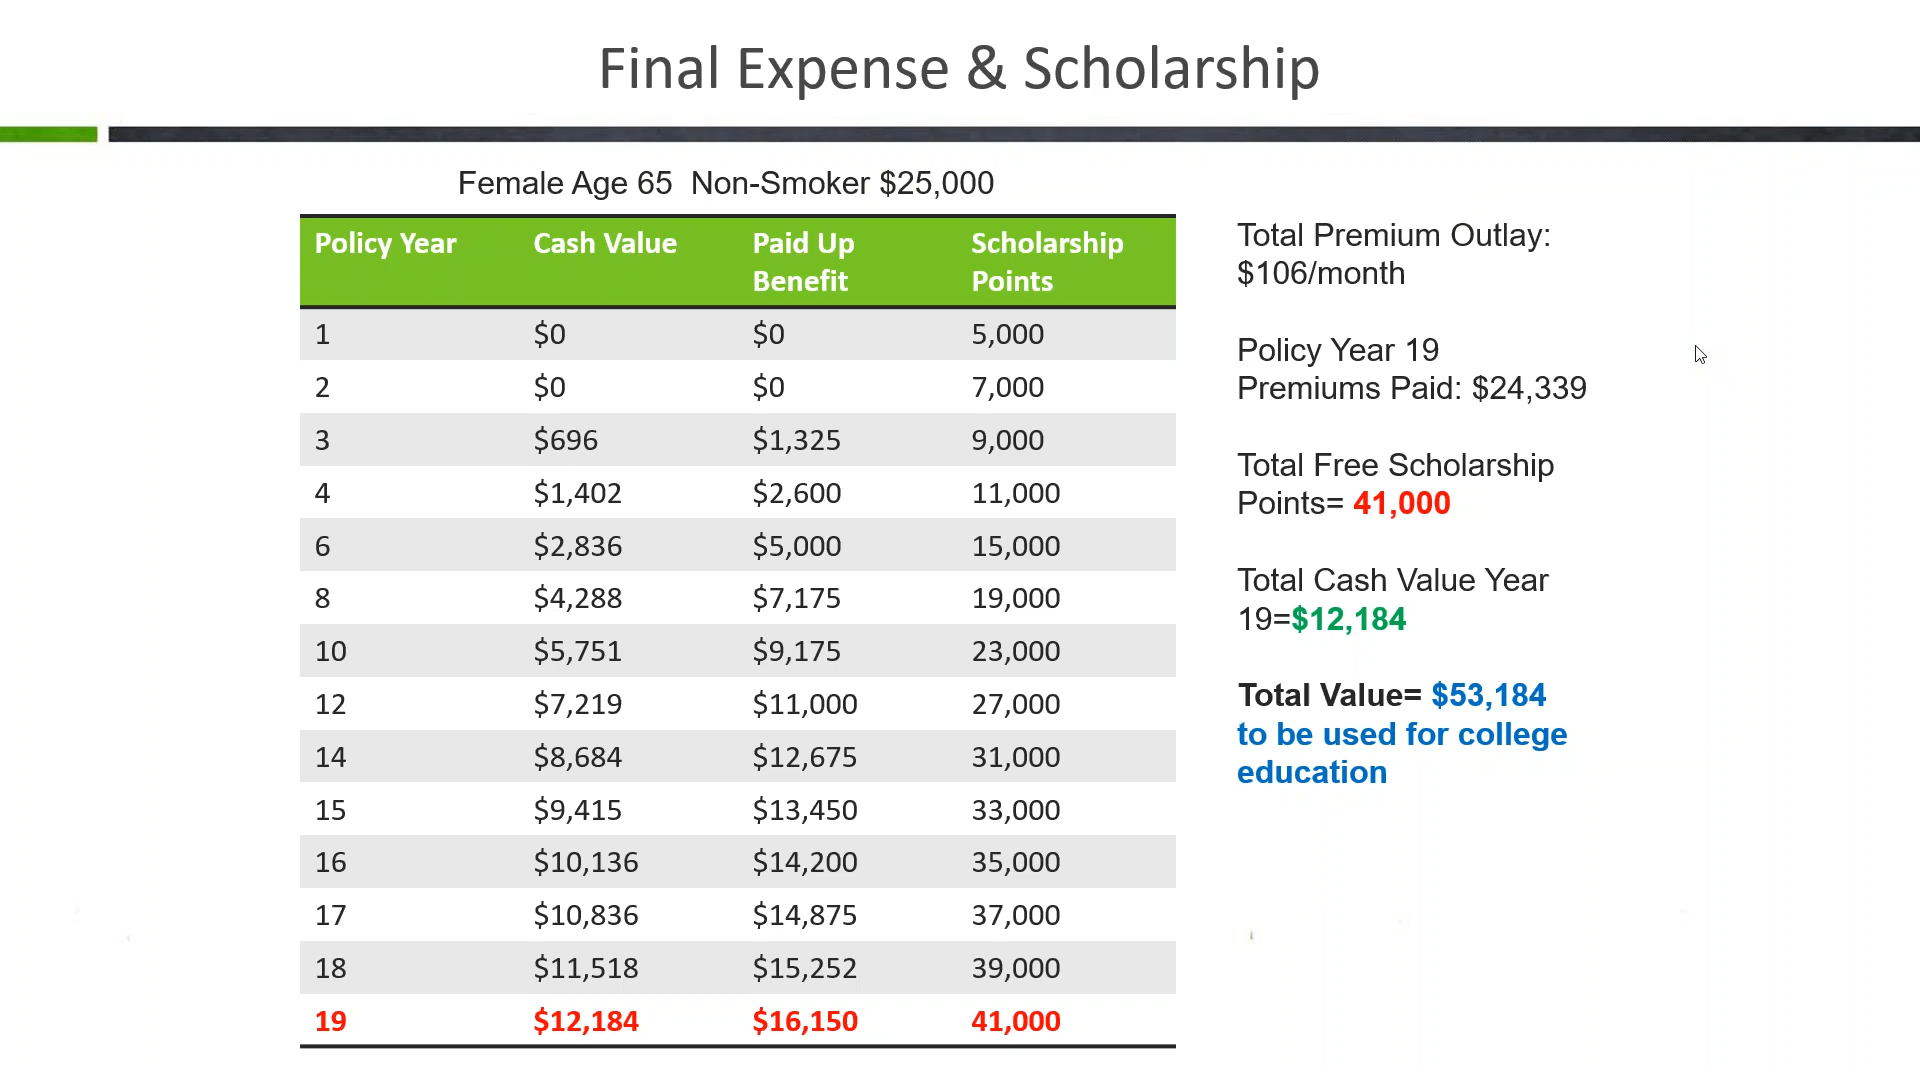 Final Expense & Scholarship
Female Age 65 Non-Smoker $25,000
Policy Year Cash Value Paid Up Benefit Scholarship Points
1 $0 $0 5,000
2 $0 $0 7,000
3 $696 $1,325 9,000
4 $1,402 $2,600 11,000
6 $2,836 $5,000 15,000
8 $4,288 $7,175 19,000
10 $5,751 $9,175 23,000
12 $7,219 $11,000 27,000
14 $8,684 $12,675 31,000
15 $9,415 $13,450 33,000
16 $10,136 $14,200 35,000
17 $10,836 $14,875 37,000
18 $11,518 $15,252 39,000
19 $12,184 $16,150 41,000
Total Premium Outlay:
$106/month
Policy Year 19
Premiums Paid: $24,339
Total Free Scholarship
Points= 41,000
Total Cash Value Year
19=$12,184
Total Value= $53,184
to be used for college
education